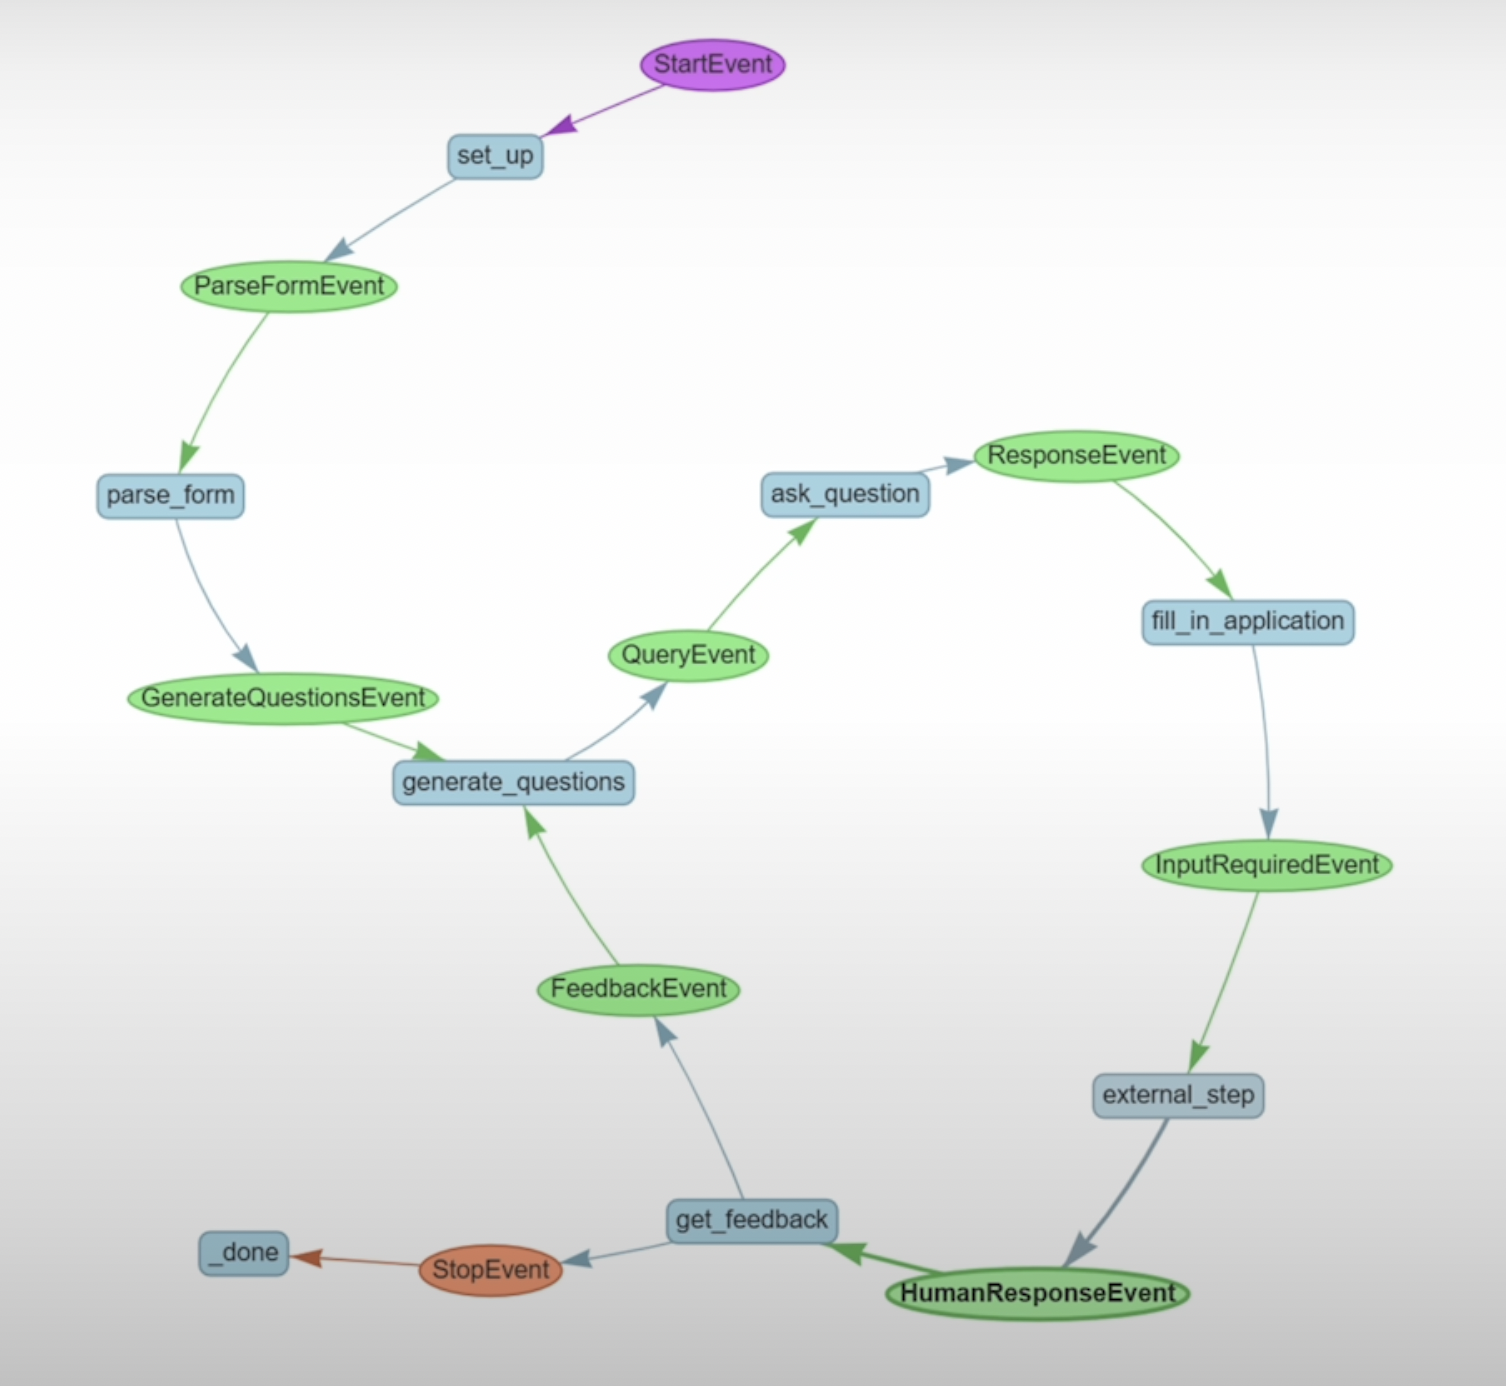 StartEvent
set_up
ParseFormEvent
parse_form
GenerateQuestionsEvent
generate_questions
QueryEvent
ask_question
ResponseEvent
fill_in_application
InputRequiredEvent
external_step
HumanResponseEvent
get_feedback
FeedbackEvent
StopEvent
_done